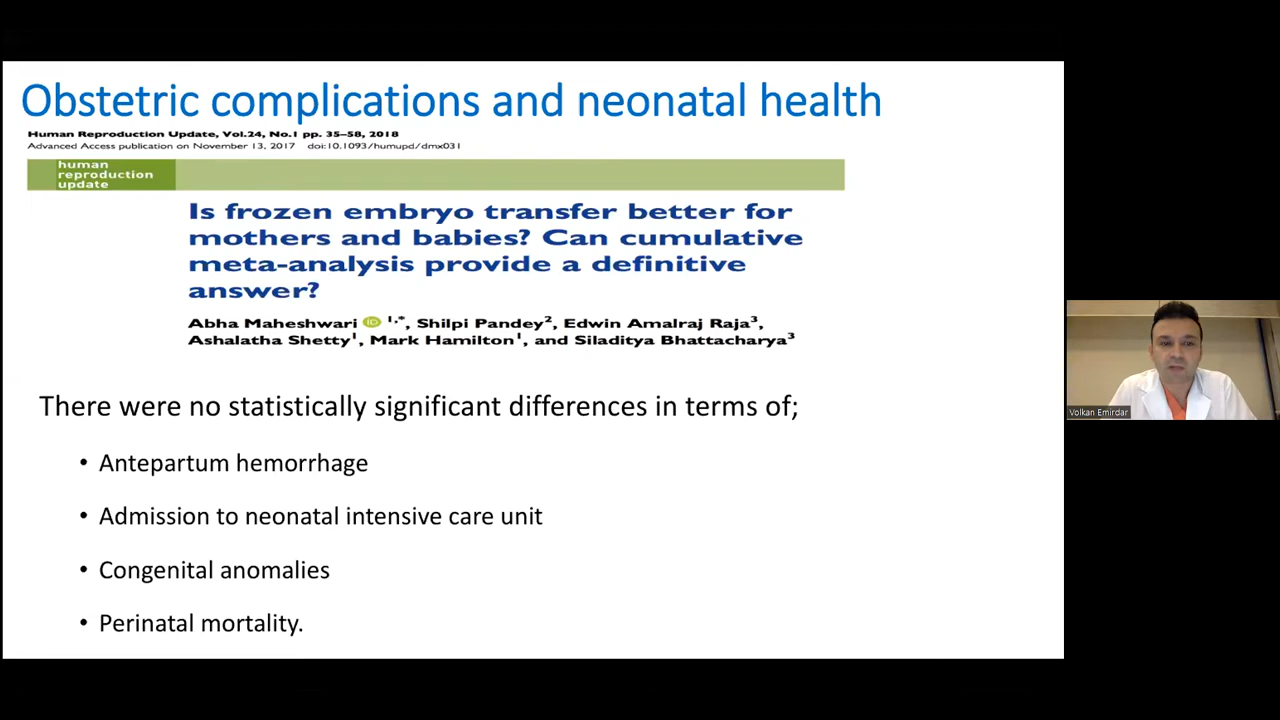 Obstetric complications and neonatal health
Human Reproduction Update, Vol.24, No.1 pp. 35–58, 2018
Advanced Access publication on November 13, 2017 doi:10.1093/humupd/dmx031
human
reproduction
update
Is frozen embryo transfer better for
mothers and babies? Can cumulative
meta-analysis provide a definitive
answer?
Abha Maheshwari iD 1,*, Shilpi Pandey2, Edwin Amalraj Raja3,
Ashalatha Shetty1, Mark Hamilton1, and Siladitya Bhattacharya3
There were no statistically significant differences in terms of;
• Antepartum hemorrhage
• Admission to neonatal intensive care unit
• Congenital anomalies
• Perinatal mortality.
Volkan Emirdar